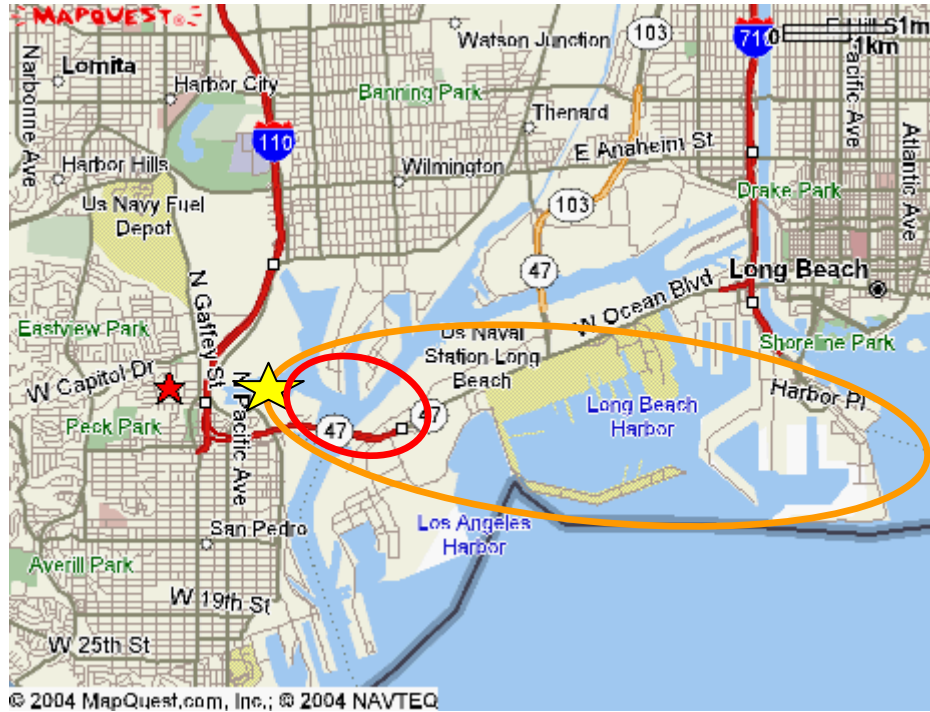 MAPQUEST
Narbonne Ave
Lomita
Harbor City
110
Watson Junction
103
710
0
1m
1km
Pacific Ave
Atlantic Ave
Banning Park
Thenard
E Anaheim St
Harbor Hills
Wilmington
Us Navy Fuel
Depot
103
Drake Park
N Gaffey St
47
W Ocean Blvd
Long Beach
Eastview Park
Us Naval
Station Long
Beach
Shoreline Park
W Capitol Dr
N Pacific Ave
Peck Park
47
47
Long Beach
Harbor
Harbor Pl
San Pedro
Los Angeles
Harbor
Averill Park
W 19th St
W 25th St
© 2004 MapQuest.com, Inc.; © 2004 NAVTEQ